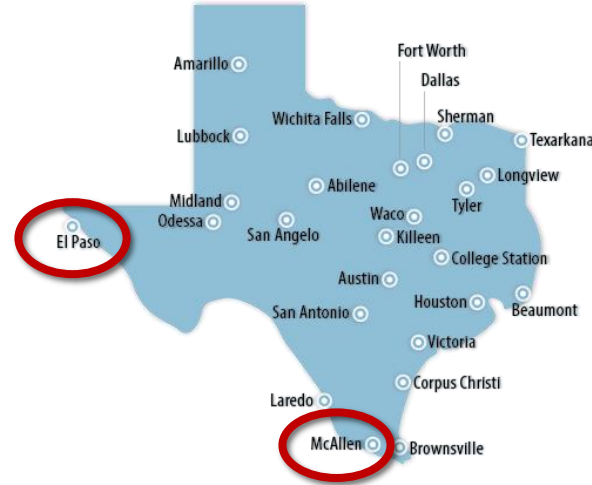 Fort Worth
Amarillo
Dallas
Wichita Falls
Sherman
Lubbock
Texarkana
Longview
Abilene
Midland
Tyler
Waco
Odessa
San Angelo
Killeen
El Paso
College Station
Austin
Houston
Beaumont
San Antonio
Victoria
Corpus Christi
Laredo
McAllen
Brownsville